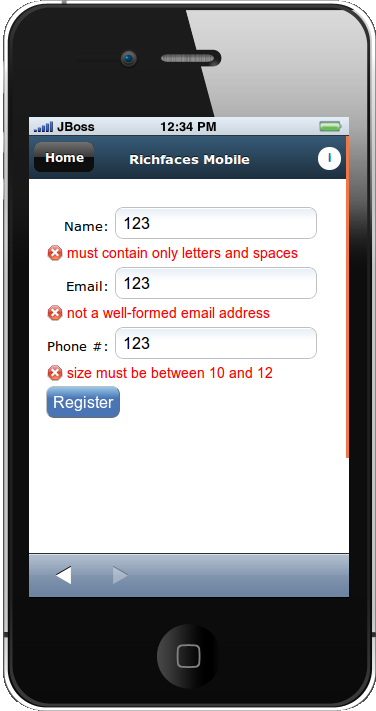 JBoss 12:34 PM
Home Richfaces Mobile I
Name: 123
must contain only letters and spaces
Email: 123
not a well-formed email address
Phone #: 123
size must be between 10 and 12
Register